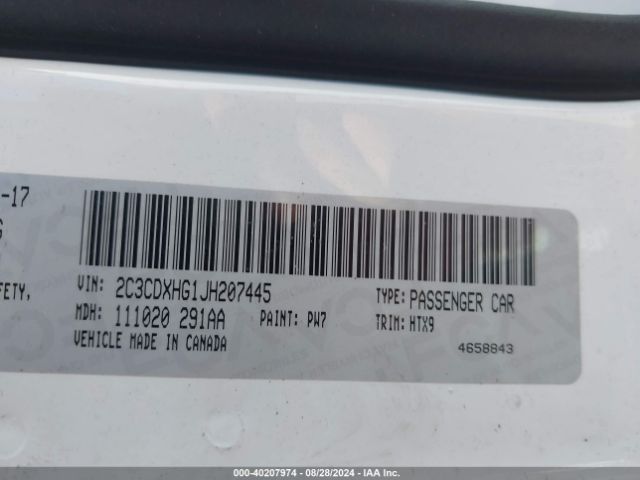 -17
G
FETY,
VIN: 2C3CDXHG1JH207445 TYPE: PASSENGER CAR
MDH: 111020 291AA PAINT: PW7 TRIM: HTX9
VEHICLE MADE IN CANADA 4658843
000-40207974 - 08/28/2024 - IAA Inc.